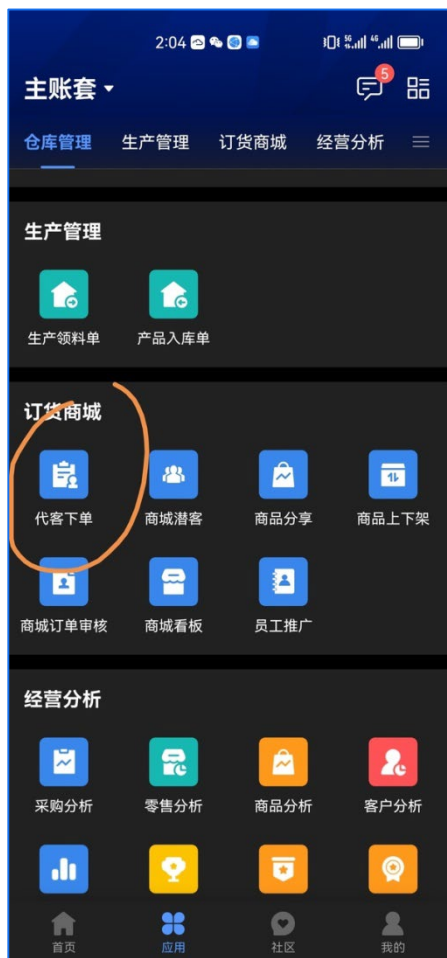 2:04
5G 4G
主账套
5
仓库管理 生产管理 订货商城 经营分析
生产管理
生产领料单 产品入库单
订货商城
代客下单 商城潜客 商品分享 商品上下架
商城订单审核 商城看板 员工推广
经营分析
采购分析 零售分析 商品分析 客户分析
首页 应用 社区 我的